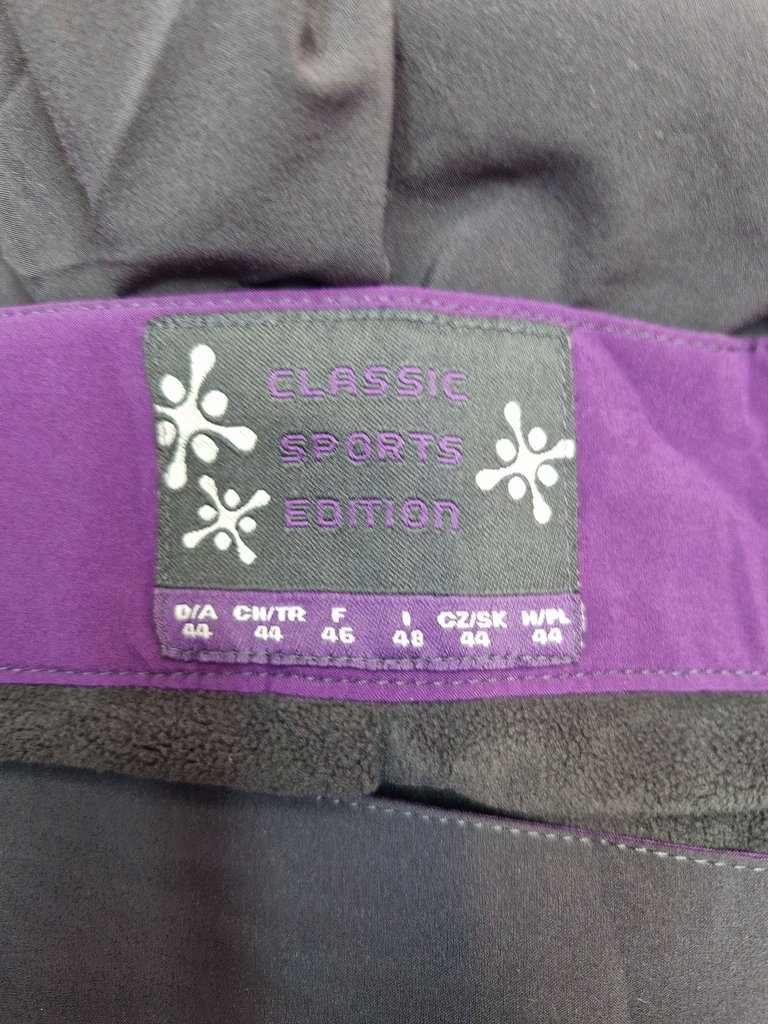 CLASSIC
SPORTS
EDITION
D/A CH/TR F I CZ/SK H/PL
44 44 46 48 44 44